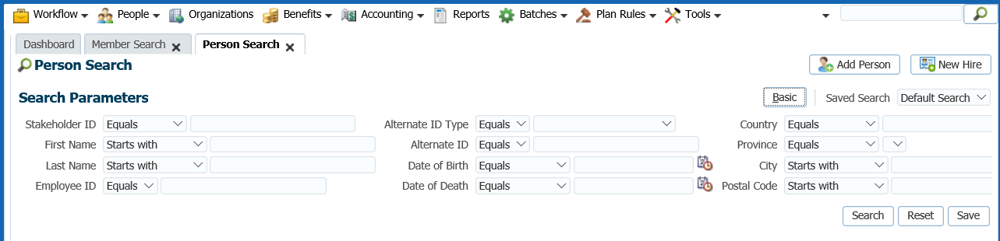 Workflow People Organizations Benefits Accounting Reports Batches Plan Rules Tools
Dashboard Member Search Person Search
Person Search Add Person New Hire
Search Parameters Basic Saved Search Default Search
Stakeholder ID Equals Alternate ID Type Equals Country Equals
First Name Starts with Alternate ID Equals Province Equals
Last Name Starts with Date of Birth Equals City Starts with
Employee ID Equals Date of Death Equals Postal Code Starts with
Search Reset Save